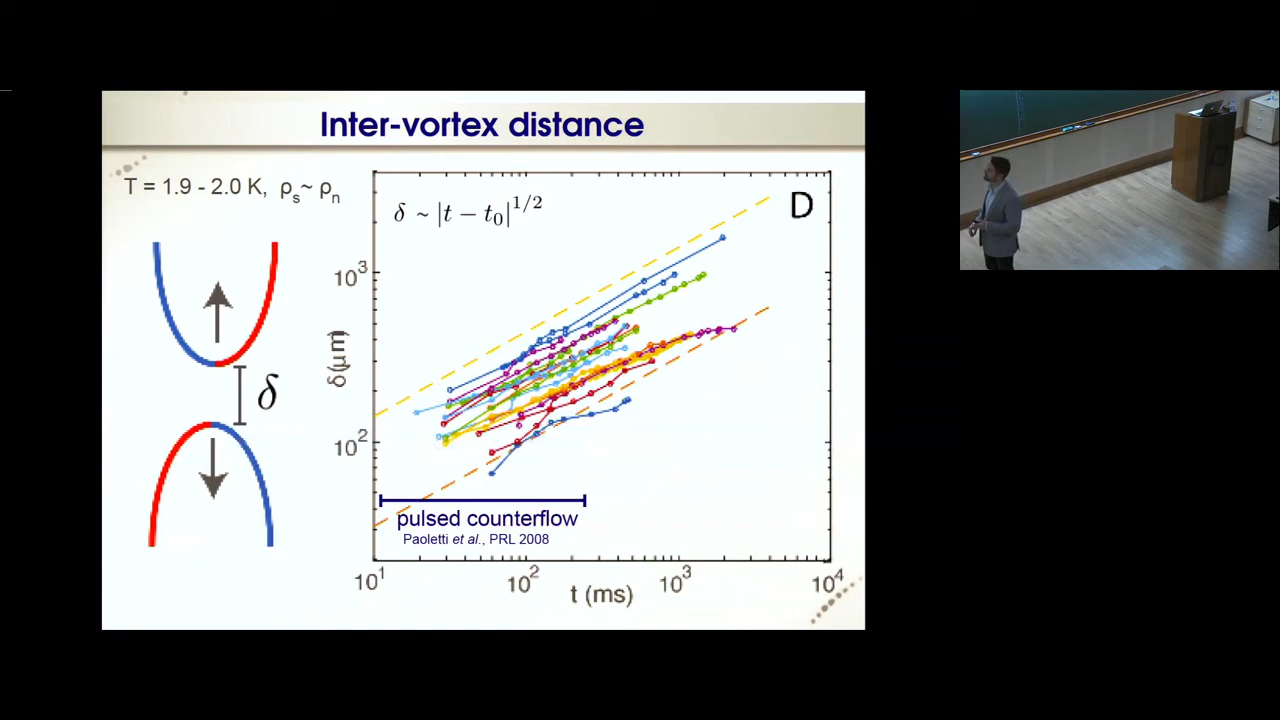 Inter-vortex distance
T = 1.9 - 2.0 K, ρs~ ρn
δ
δ ~ |t − t0|^1/2
D
10^3
10^2
δ(μm)
pulsed counterflow
Paoletti et al., PRL 2008
10^1
10^2
10^3
10^4
t (ms)